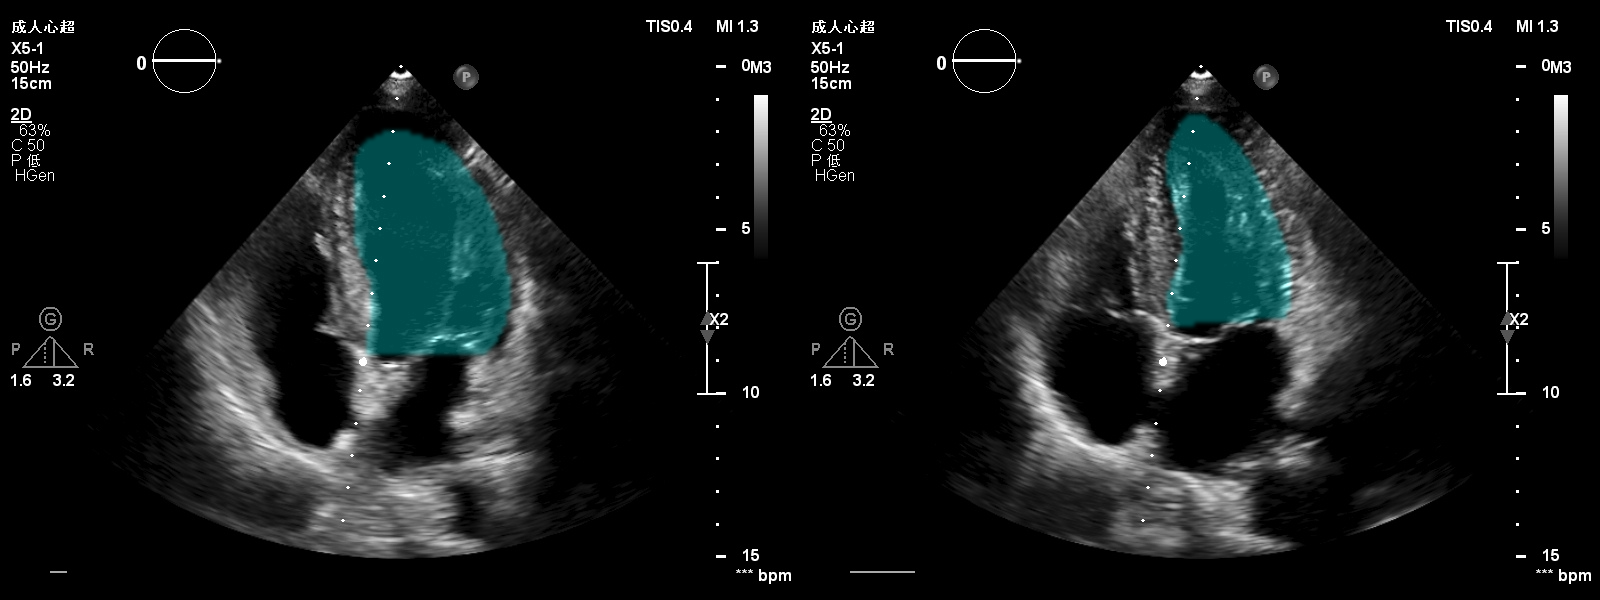 成人心超
X5-1
50Hz
15cm
2D
63%
C 50
P 低
HGen
0
TIS0.4 MI 1.3
P
0M3
5
X2
10
15
*** bpm
G
P R
1.6 3.2
成人心超
X5-1
50Hz
15cm
2D
63%
C 50
P 低
HGen
0
TIS0.4 MI 1.3
P
0M3
5
X2
10
15
*** bpm
G
P R
1.6 3.2